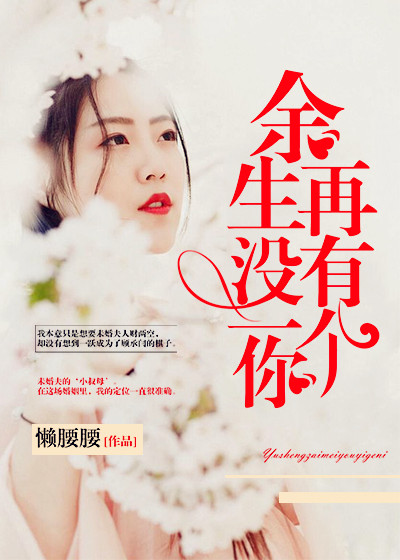 余生再没有一个你
我本意只是想要未婚夫人财两空,
却没有想到一跃成为了顾承闫的棋子。
未婚夫的“小叔母”。
在这场婚姻里,我的定位一直很准确。
懒腰腰 [作品]
Yushengzaimeiyouyigeni